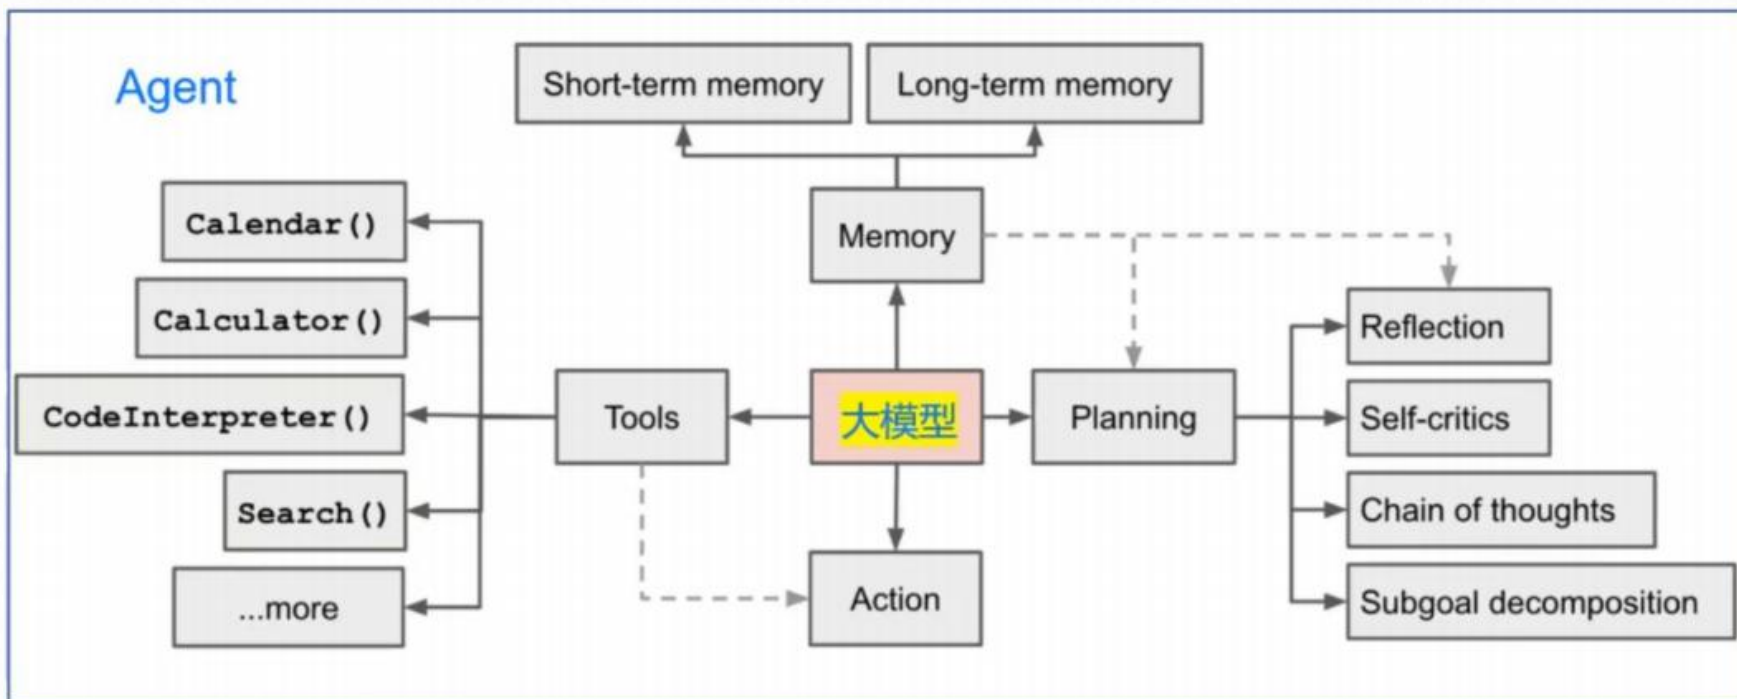 Agent
Short-term memory
Long-term memory
Calendar()
Memory
Calculator()
Reflection
CodeInterpreter()
Tools
大模型
Planning
Self-critics
Search()
Chain of thoughts
...more
Action
Subgoal decomposition